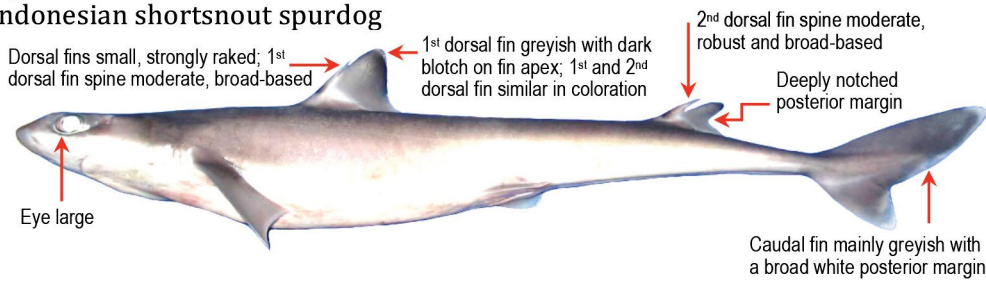 ndonesian shortsnout spurdog
Dorsal fins small, strongly raked; 1st
dorsal fin spine moderate, broad-based
1st dorsal fin greyish with dark
blotch on fin apex; 1st and 2nd
dorsal fin similar in coloration
2nd dorsal fin spine moderate,
robust and broad-based
Deeply notched
posterior margin
Eye large
Caudal fin mainly greyish with
a broad white posterior margin